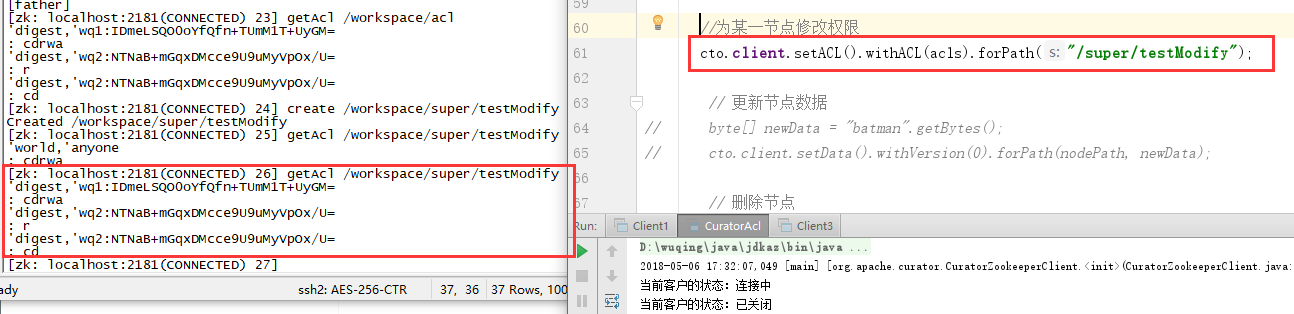 [father]
[zk: localhost:2181(CONNECTED) 23] getAcl /workspace/acl
'digest,'wq1:IDmeLSQO0oYfQfn+TUmM1T+UyGM=
: cdrwa
'digest,'wq2:NTNaB+mGqxDMcce9U9uMyVpOx/U=
: r
'digest,'wq2:NTNaB+mGqxDMcce9U9uMyVpOx/U=
: cd
[zk: localhost:2181(CONNECTED) 24] create /workspace/super/testModify
Created /workspace/super/testModify
[zk: localhost:2181(CONNECTED) 25] getAcl /workspace/super/testModify
'world,'anyone
: cdrwa
[zk: localhost:2181(CONNECTED) 26] getAcl /workspace/super/testModify
'digest,'wq1:IDmeLSQO0oYfQfn+TUmM1T+UyGM=
: cdrwa
'digest,'wq2:NTNaB+mGqxDMcce9U9uMyVpOx/U=
: r
'digest,'wq2:NTNaB+mGqxDMcce9U9uMyVpOx/U=
: cd
[zk: localhost:2181(CONNECTED) 27]
ady ssh2: AES-256-CTR 37, 36 37 Rows, 100
59
60 //为某一节点修改权限
61 cto.client.setACL().withACL(acls).forPath( s: "/super/testModify");
62
63 // 更新节点数据
64 // byte[] newData = "batman".getBytes();
65 // cto.client.setData().withVersion(0).forPath(nodePath, newData);
66
67 // 删除节点
Run: Client1 CuratorAcl Client3
D:\wuqing\java\jdkaz\bin\java ...
2018-05-06 17:32:07,049 [main] [org.apache.curator.CuratorZookeeperClient.<init>(CuratorZookeeperClient.java:
当前客户的状态：连接中
当前客户的状态：已关闭